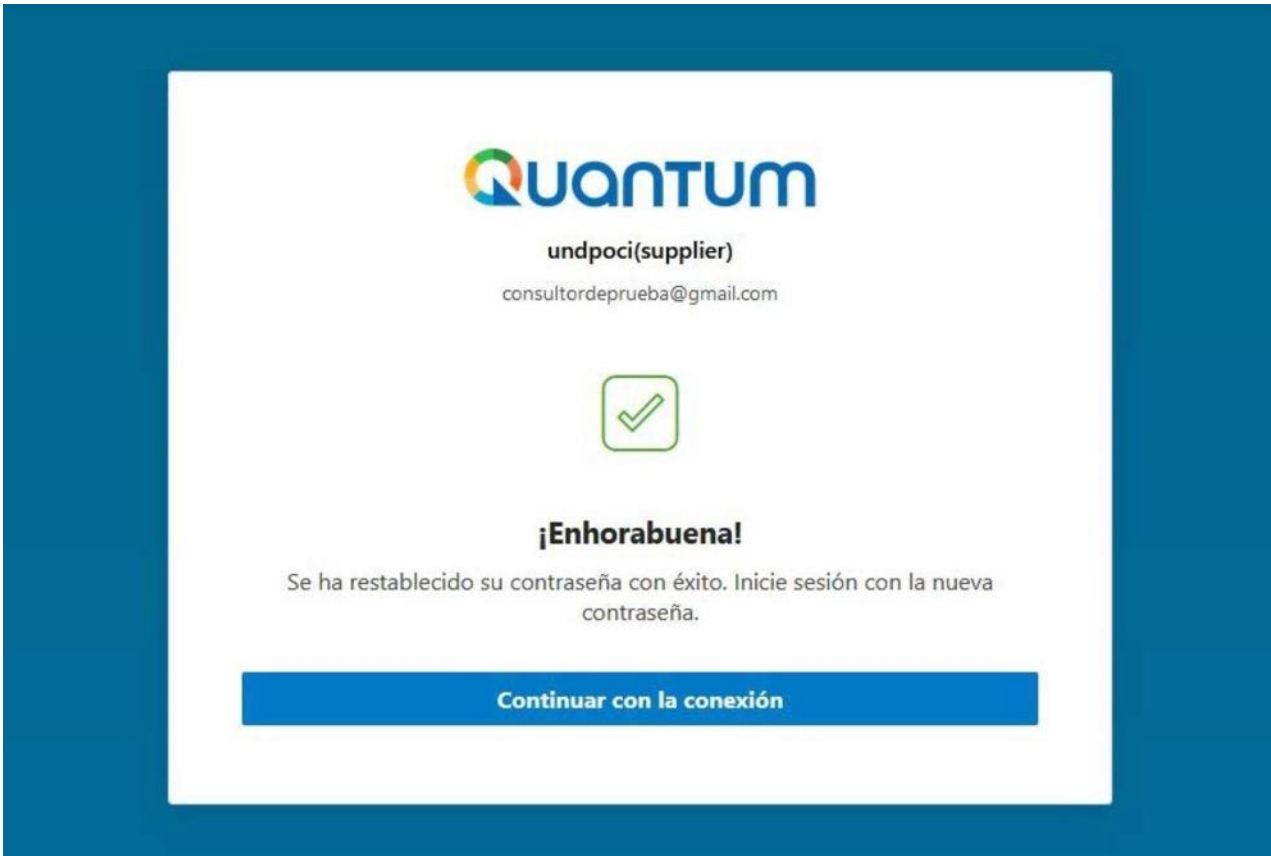 QUANTUM
undpoci(supplier)
consultordeprueba@gmail.com
¡Enhorabuena!
Se ha restablecido su contraseña con éxito. Inicie sesión con la nueva
contraseña.
Continuar con la conexión